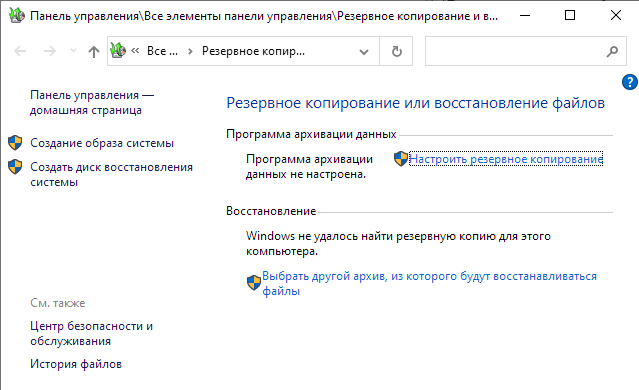 Панель управления\Все элементы панели управления\Резервное копирование и в...
Все ...
Резервное копир...
Панель управления —
домашняя страница
Создание образа системы
Создать диск восстановления
системы
См. также
Центр безопасности и
обслуживания
История файлов
Резервное копирование или восстановление файлов
Программа архивации данных
Программа архивации
данных не настроена.
Настроить резервное копирование
Восстановление
Windows не удалось найти резервную копию для этого
компьютера.
Выбрать другой архив, из которого будут восстанавливаться
файлы